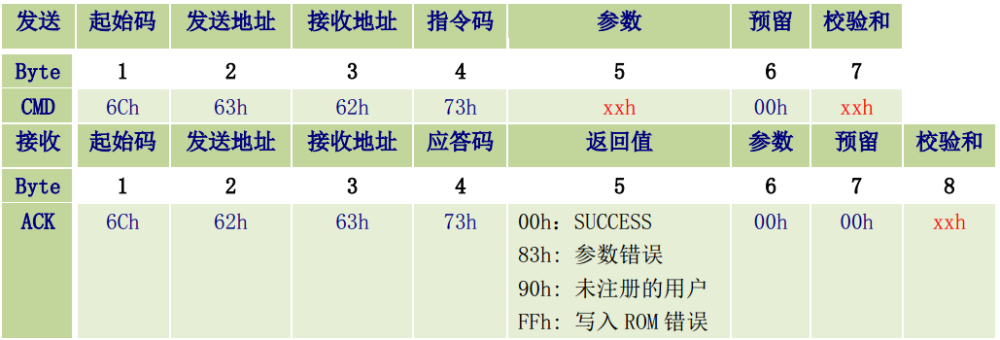 发送 起始码 发送地址 接收地址 指令码 参数 预留 校验和
Byte 1 2 3 4 5 6 7
CMD 6Ch 63h 62h 73h xxh 00h xxh
接收 起始码 发送地址 接收地址 应答码 返回值 参数 预留 校验和
Byte 1 2 3 4 5 6 7 8
ACK 6Ch 62h 63h 73h 00h: SUCCESS 00h 00h xxh
83h: 参数错误
90h: 未注册的用户
FFh: 写入 ROM 错误